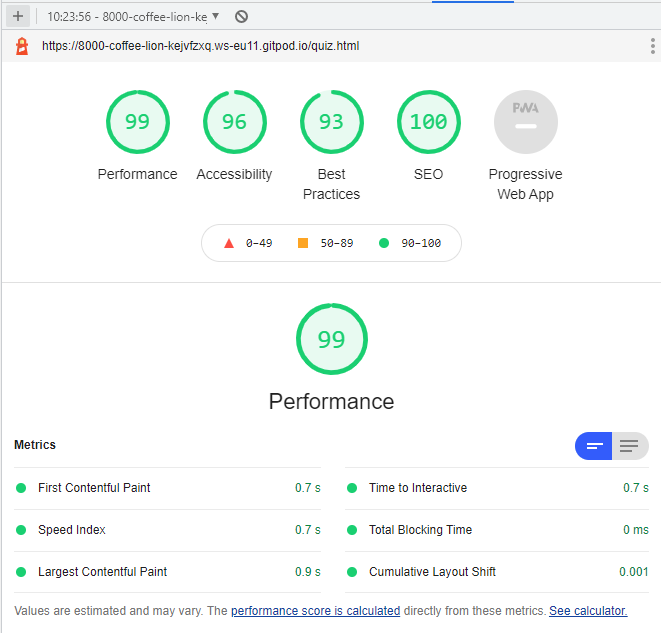 10:23:56 - 8000-coffee-lion-ke
https://8000-coffee-lion-kejvfzxq.ws-eu11.gitpod.io/quiz.html
99 96 93 100 PWA
Performance Accessibility Best Practices SEO Progressive Web App
0–49 50–89 90–100
99
Performance
Metrics
First Contentful Paint 0.7 s
Time to Interactive 0.7 s
Speed Index 0.7 s
Total Blocking Time 0 ms
Largest Contentful Paint 0.9 s
Cumulative Layout Shift 0.001
Values are estimated and may vary. The performance score is calculated directly from these metrics. See calculator.